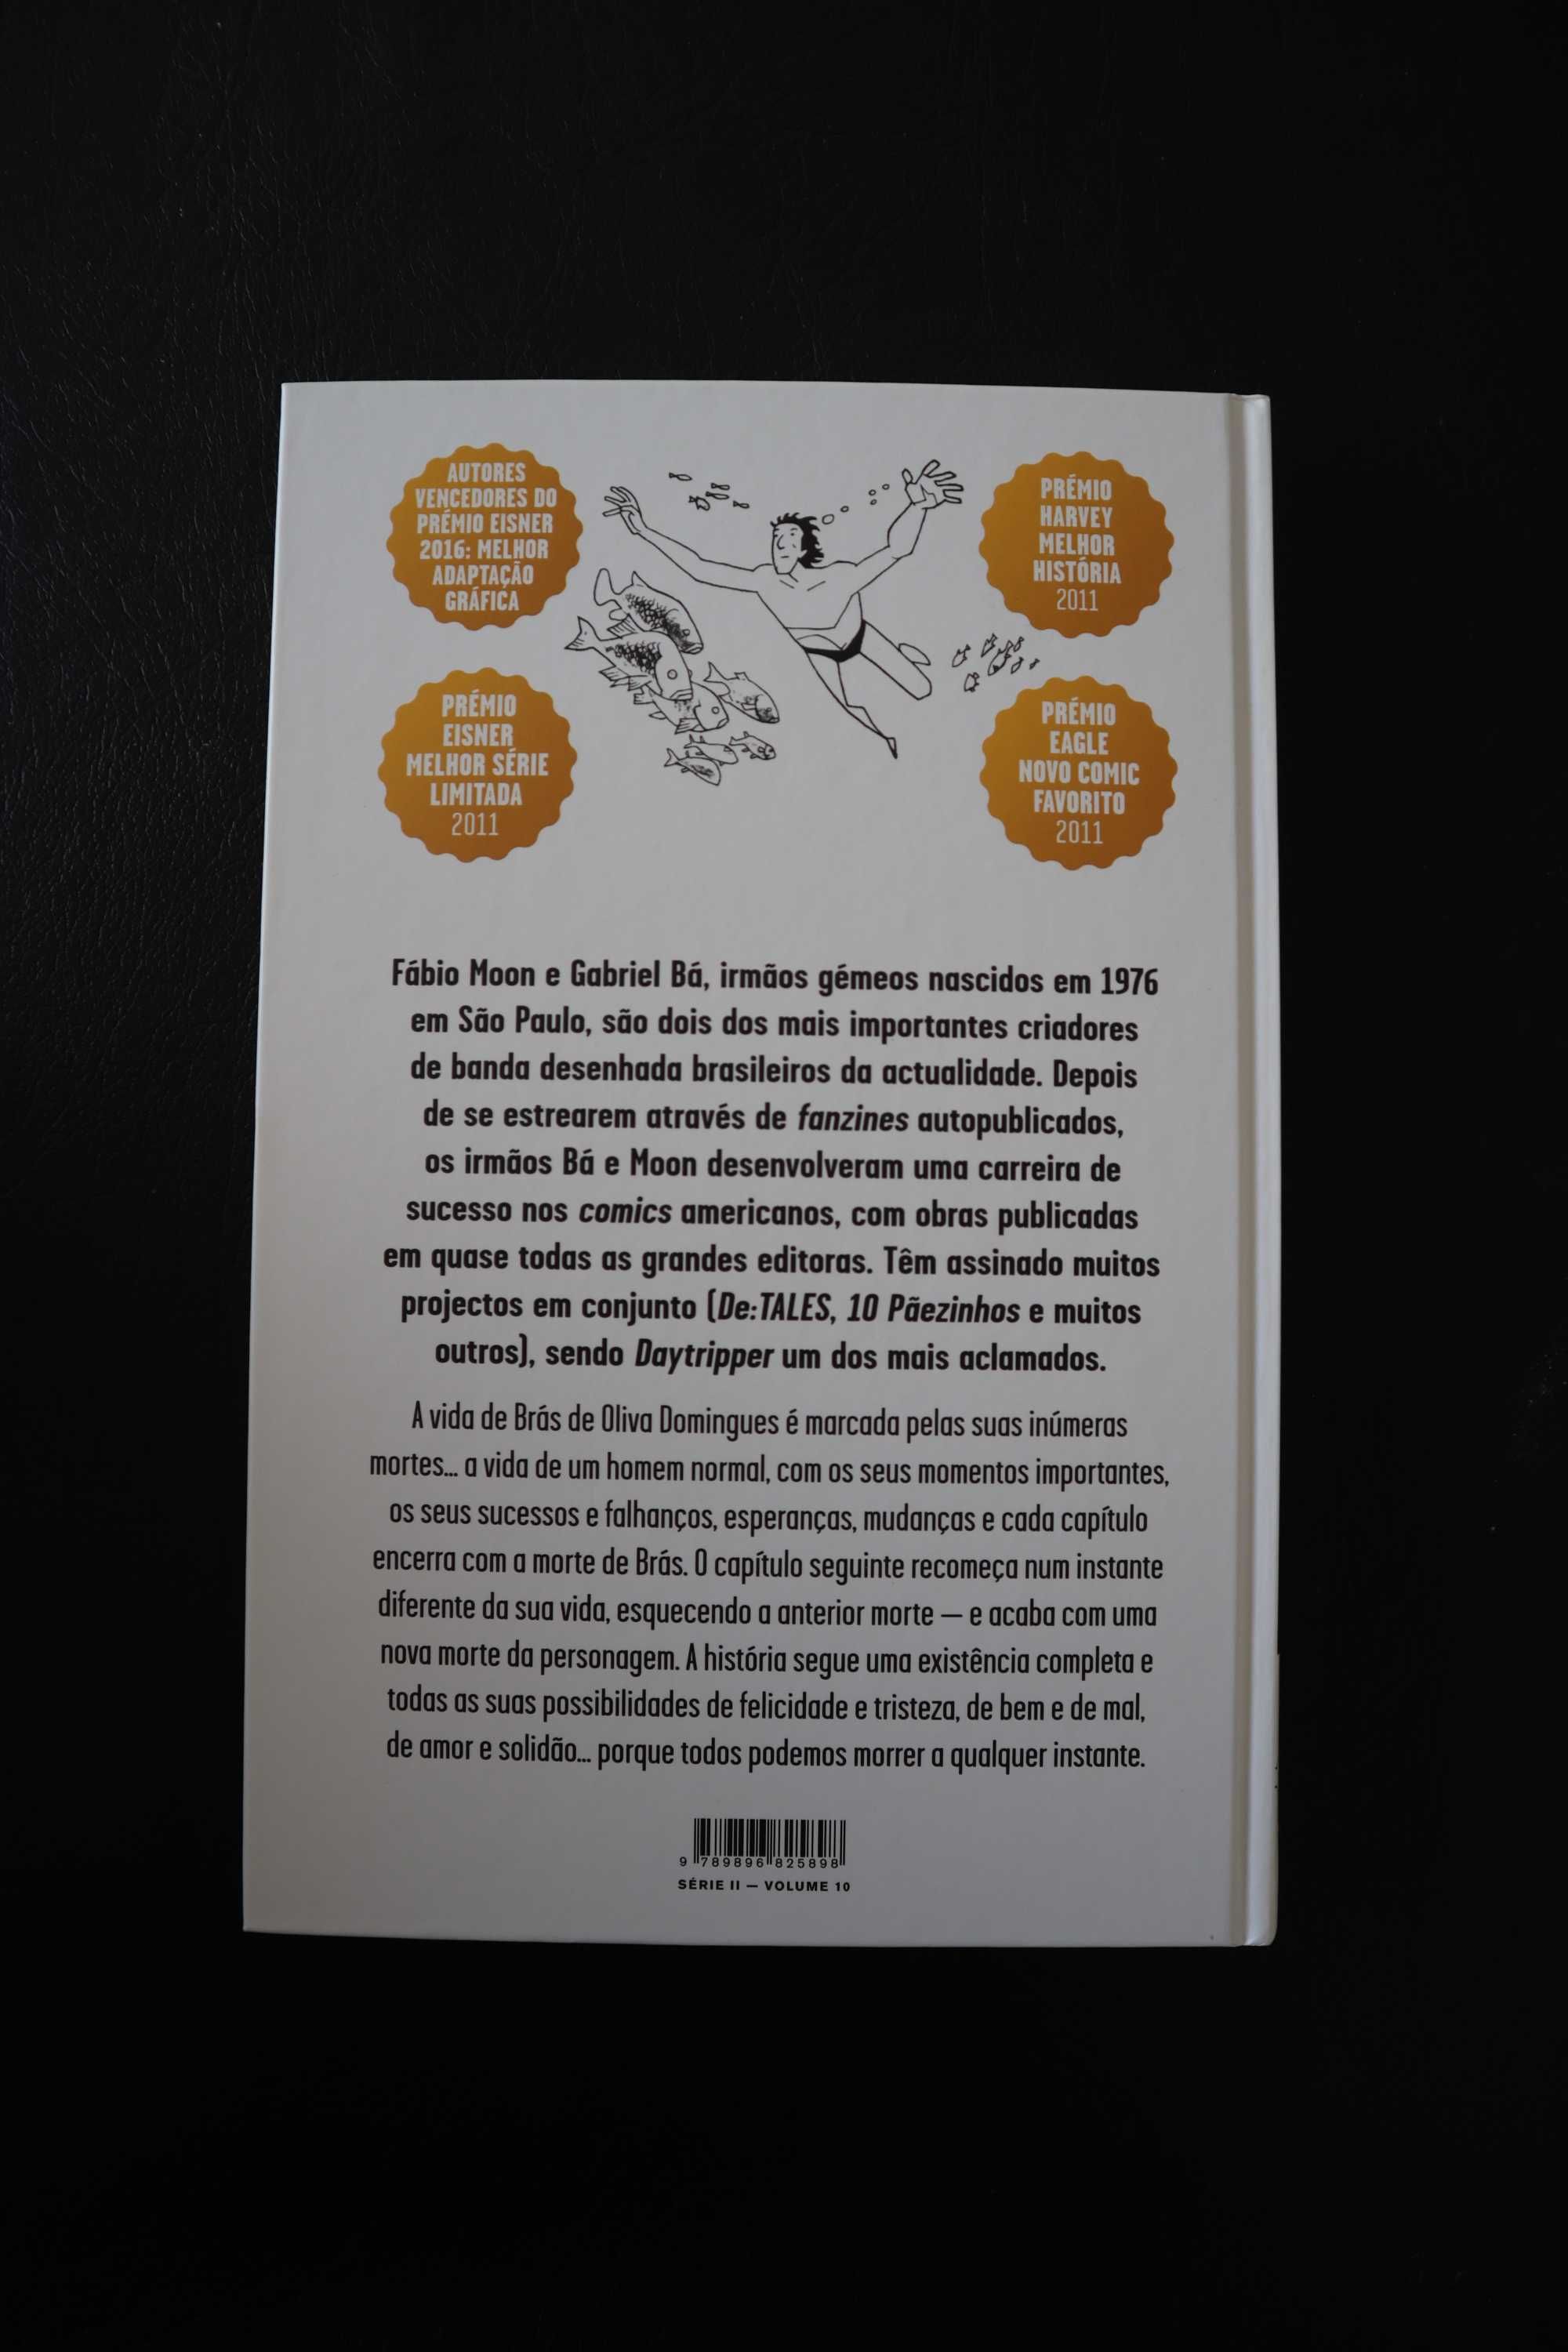 AUTORES
VENCEDORES DO
PRÉMIO EISNER
2016: MELHOR
ADAPTAÇÃO
GRÁFICA
PRÉMIO
HARVEY
MELHOR
HISTÓRIA
2011
PRÉMIO
EISNER
MELHOR SÉRIE
LIMITADA
2011
PRÉMIO
EAGLE
NOVO COMIC
FAVORITO
2011
Fábio Moon e Gabriel Bá, irmãos gémeos nascidos em 1976
em São Paulo, são dois dos mais importantes criadores
de banda desenhada brasileiros da actualidade. Depois
de se estrearem através de fanzines autopublicados,
os irmãos Bá e Moon desenvolveram uma carreira de
sucesso nos comics americanos, com obras publicadas
em quase todas as grandes editoras. Têm assinado muitos
projectos em conjunto (De:TALES, 10 Pãezinhos e muitos
outros), sendo Daytripper um dos mais aclamados.
A vida de Brás de Oliva Domingues é marcada pelas suas inúmeras
mortes... a vida de um homem normal, com os seus momentos importantes,
os seus sucessos e falhanços, esperanças, mudanças e cada capítulo
encerra com a morte de Brás. O capítulo seguinte recomeça num instante
diferente da sua vida, esquecendo a anterior morte — e acaba com uma
nova morte da personagem. A história segue uma existência completa e
todas as suas possibilidades de felicidade e tristeza, de bem e de mal,
de amor e solidão... porque todos podemos morrer a qualquer instante.
9 789896 825898
SÉRIE II — VOLUME 10